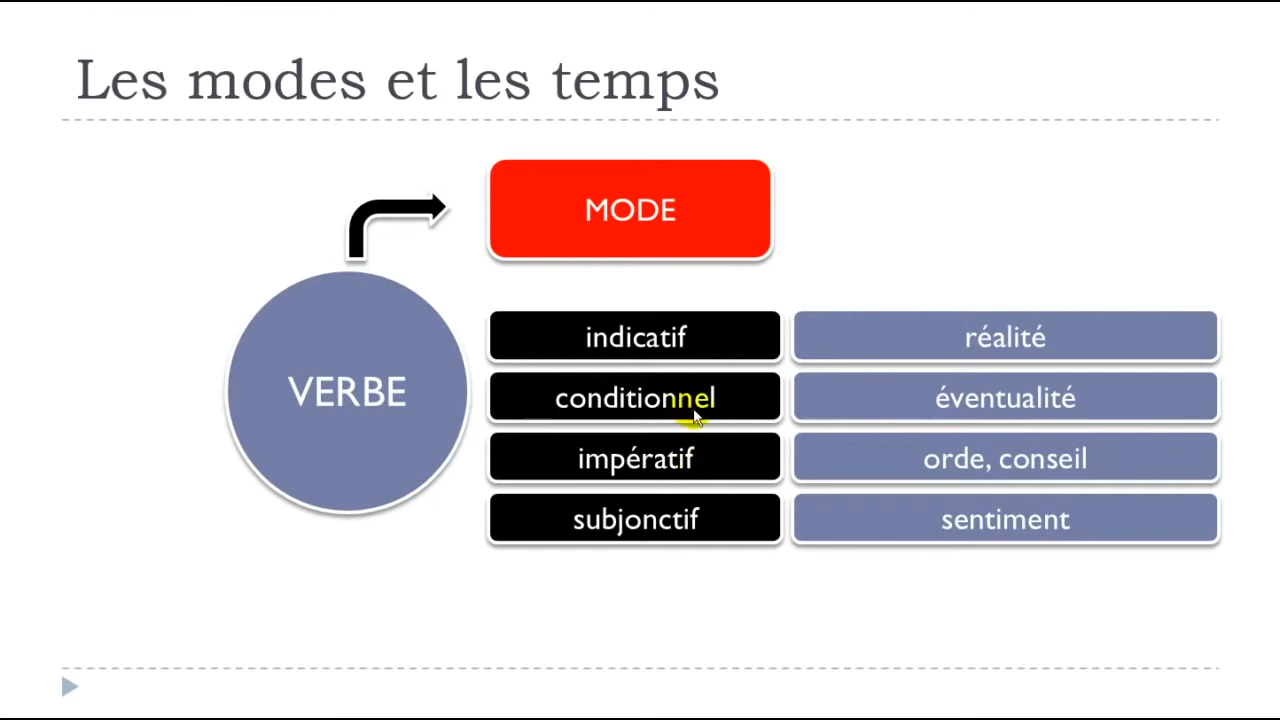 Les modes et les temps
MODE
VERBE
indicatif
réalité
conditionnel
éventualité
impératif
orde, conseil
subjonctif
sentiment